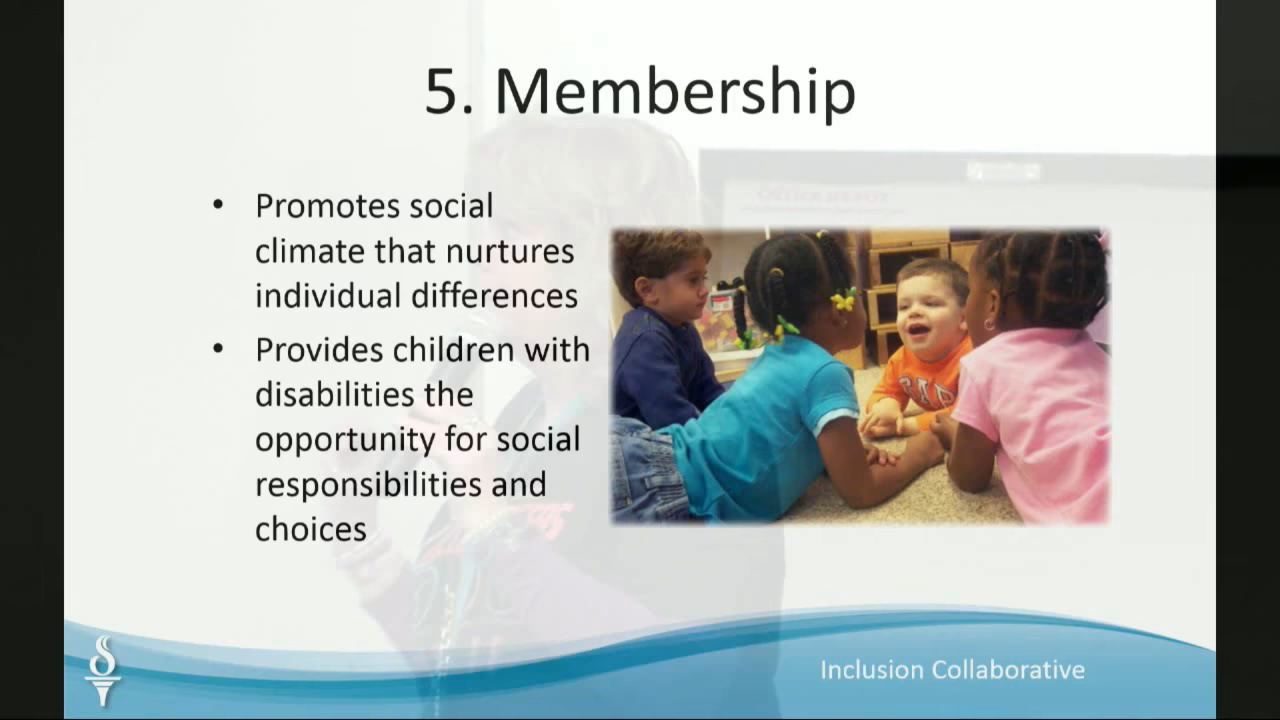 5. Membership
• Promotes social
climate that nurtures
individual differences
• Provides children with
disabilities the
opportunity for social
responsibilities and
choices
GAP
Inclusion Collaborative